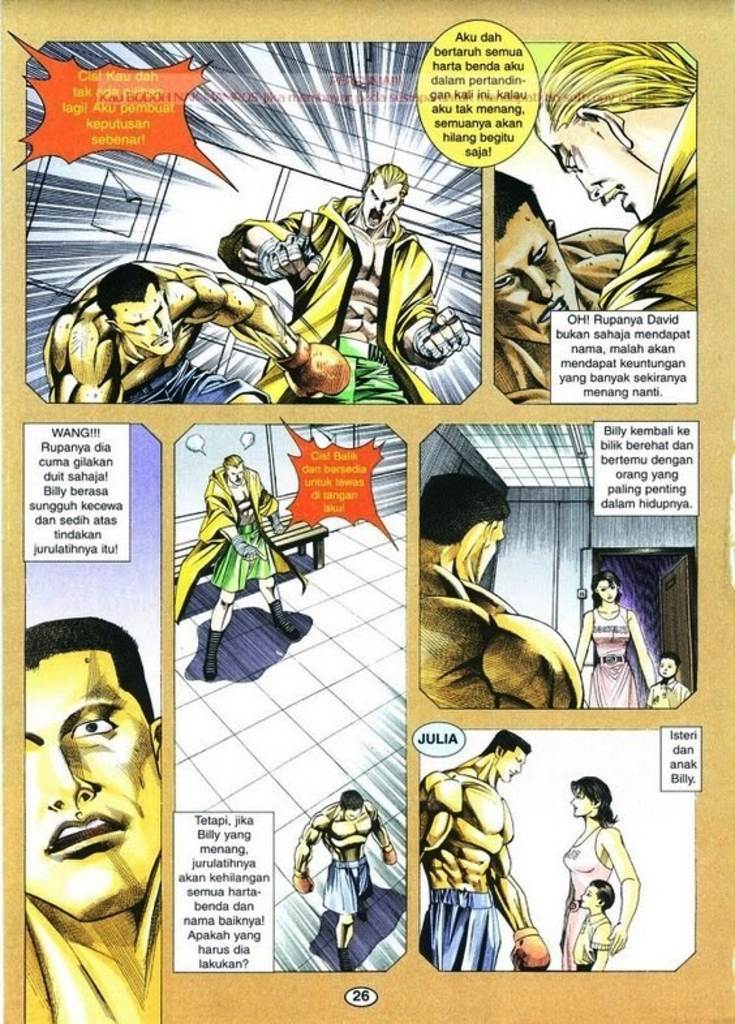 Cis! Kau dah
tak ada pilihan
lagi! Aku pembuat
keputusan
sebenar!
Aku dah
bertaruh semua
harta benda aku
dalam pertandin-
gan kali ini, kalau
aku tak menang,
semuanya akan
hilang begitu
saja!
OH! Rupanya David
bukan sahaja mendapat
nama, malah akan
mendapat keuntungan
yang banyak sekiranya
menang nanti.
WANG!!!
Rupanya dia
cuma gilakan
duit sahaja!
Billy berasa
sungguh kecewa
dan sedih atas
tindakan
jurulatihnya itu!
Cis! Balik
dan bersedia
untuk tewas
di tangan
aku!
Tetapi, jika
Billy yang
menang,
jurulatihnya
akan kehilangan
semua harta-
benda dan
nama baiknya!
Apakah yang
harus dia
lakukan?
Billy kembali ke
bilik berehat dan
bertemu dengan
orang yang
paling penting
dalam hidupnya.
JULIA
Isteri
dan
anak
Billy.
26